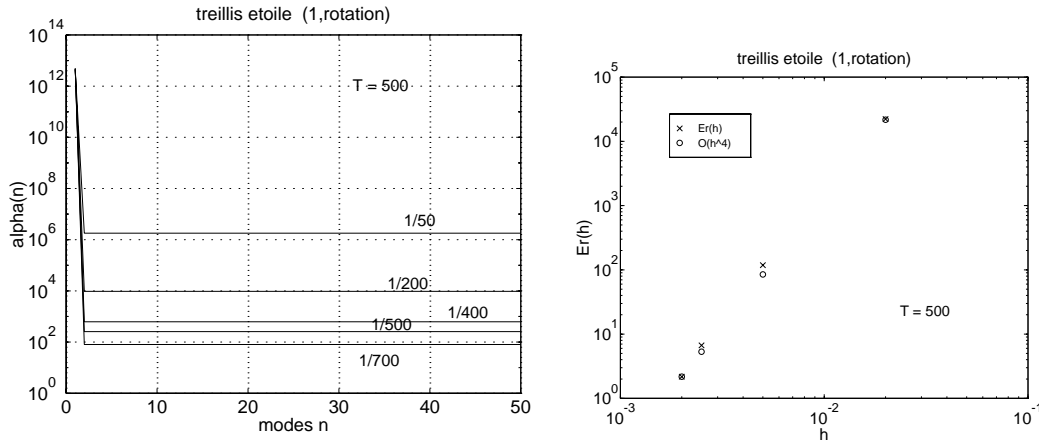 treillis etoile (1,rotation)
10^14
10^12
10^10
10^8
10^6
10^4
10^2
10^0
alpha(n)
T = 500
1/50
1/200
1/400
1/500
1/700
0
10
20
30
40
50
modes n
treillis etoile (1,rotation)
10^5
10^4
10^3
10^2
10^1
10^0
Er(h)
Er(h)
O(h^4)
T = 500
10^-3
10^-2
10^-1
h